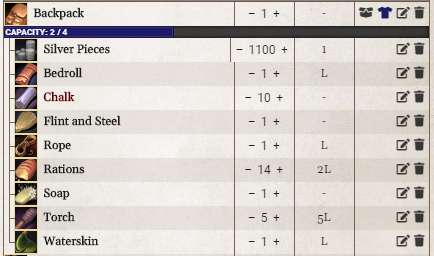 Backpack − 1 + -
CAPACITY: 2 / 4
Silver Pieces − 1100 + 1
Bedroll − 1 + L
Chalk − 10 + -
Flint and Steel − 1 + -
Rope − 1 + L
Rations − 14 + 2L
Soap − 1 + -
Torch − 5 + 5L
Waterskin − 1 + L